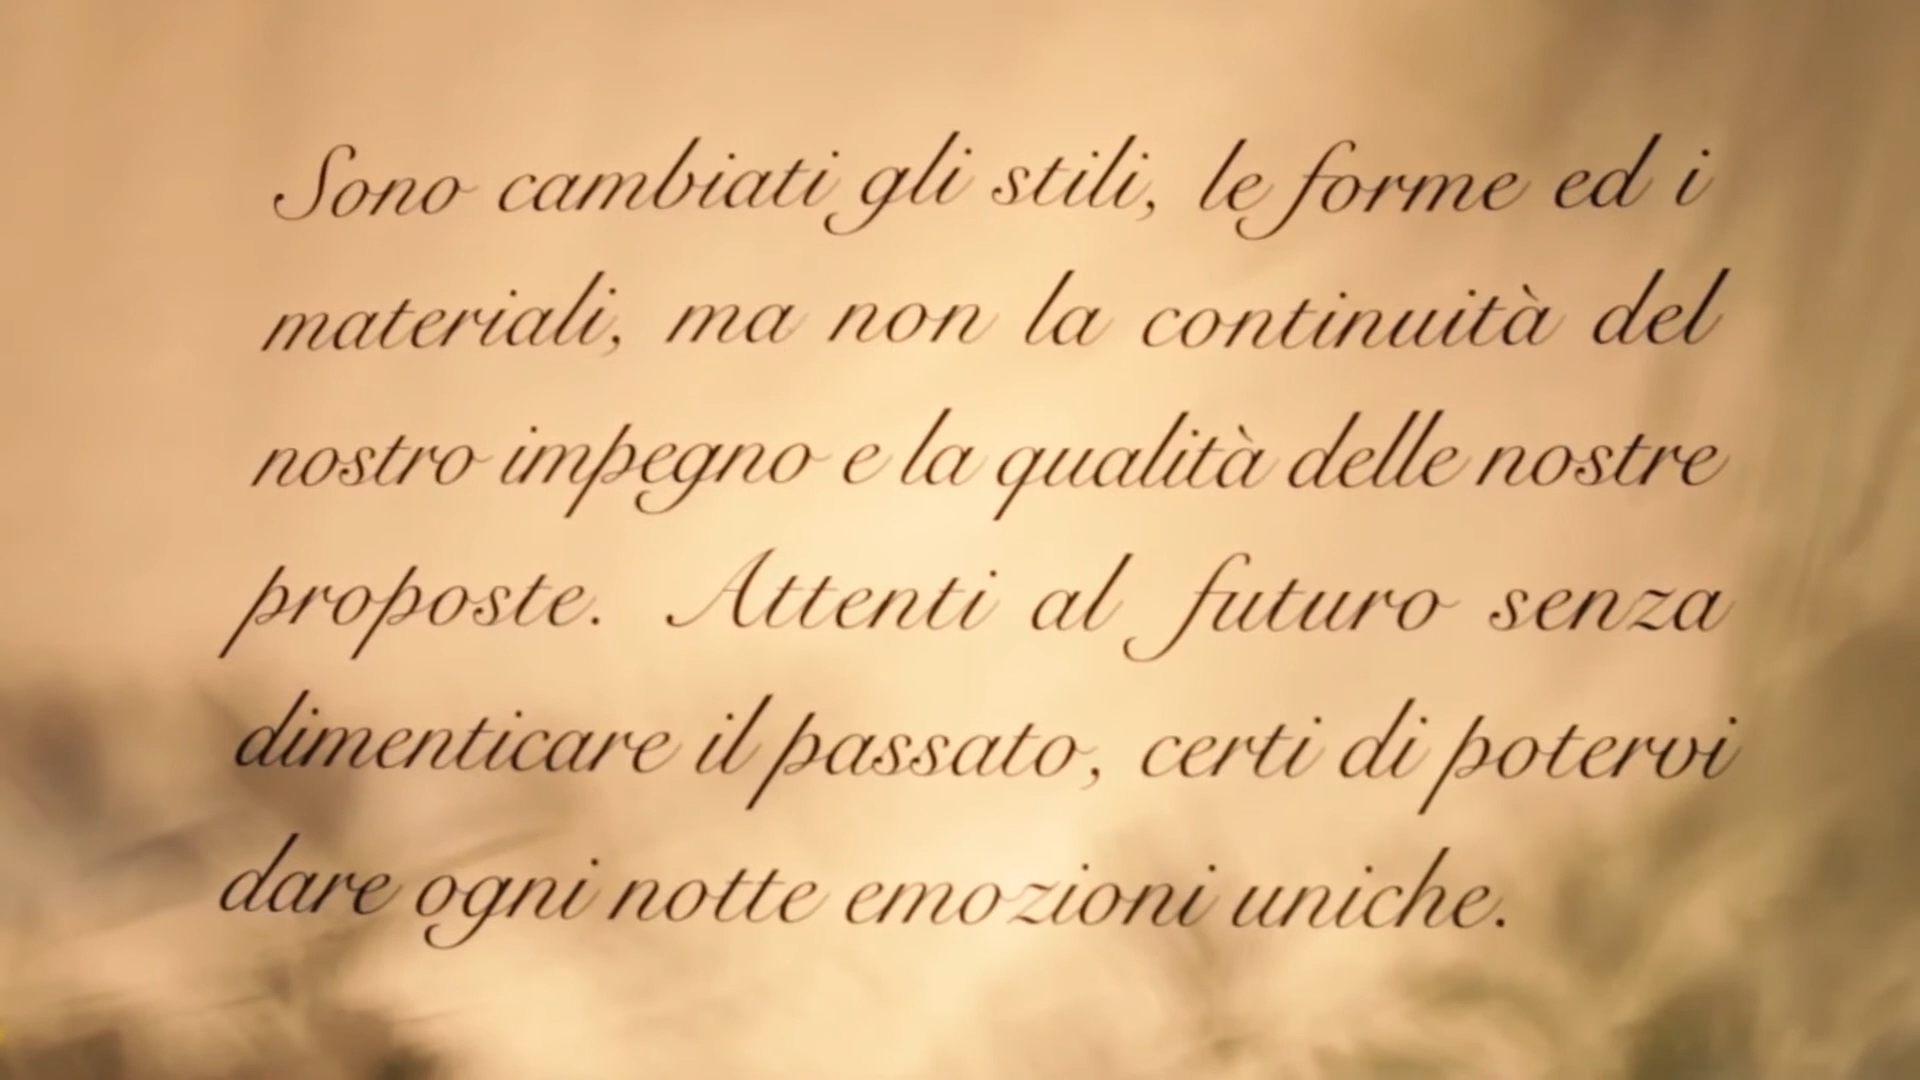 Sono cambiati gli stili, le forme ed i
materiali, ma non la continuità del
nostro impegno e la qualità delle nostre
proposte. Attenti al futuro senza
dimenticare il passato, certi di potervi
dare ogni notte emozioni uniche.